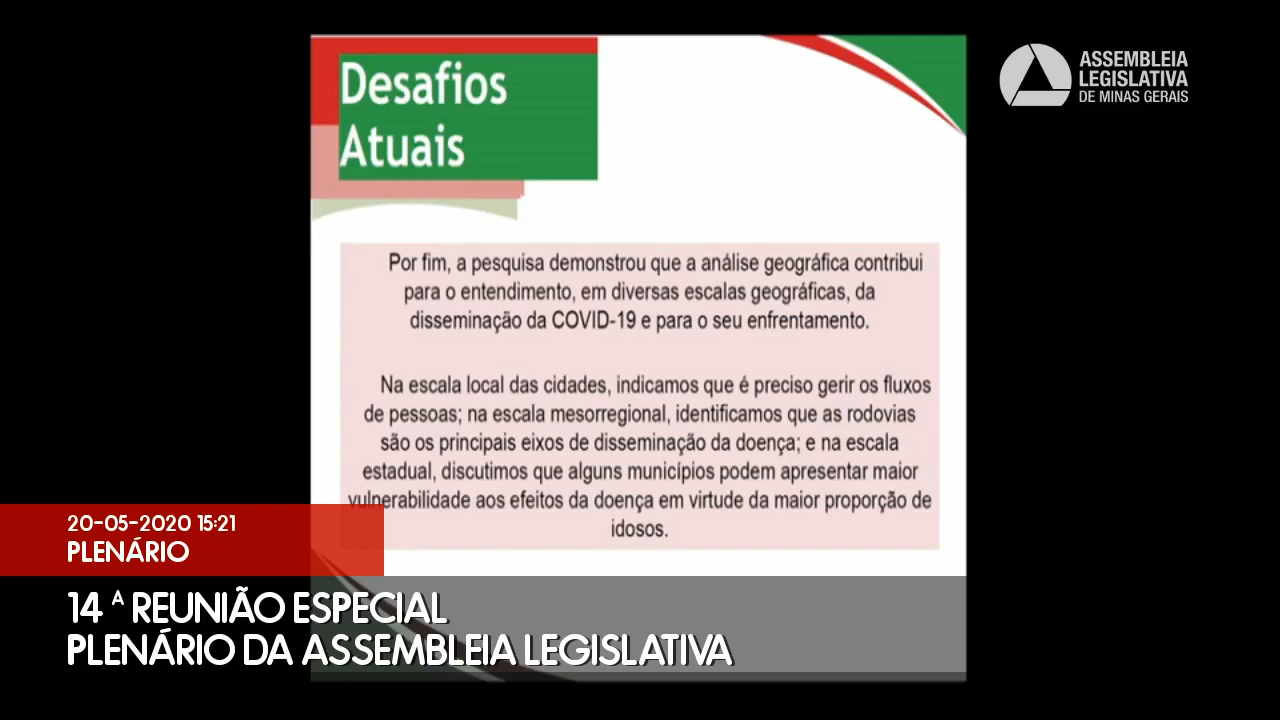 Desafios
Atuais
ASSEMBLEIA
LEGISLATIVA
DE MINAS GERAIS
Por fim, a pesquisa demonstrou que a análise geográfica contribui
para o entendimento, em diversas escalas geográficas, da
disseminação da COVID-19 e para o seu enfrentamento.
Na escala local das cidades, indicamos que é preciso gerir os fluxos
de pessoas; na escala mesorregional, identificamos que as rodovias
são os principais eixos de disseminação da doença; e na escala
estadual, discutimos que alguns municípios podem apresentar maior
vulnerabilidade aos efeitos da doença em virtude da maior proporção de
idosos.
20-05-2020 15:21
PLENÁRIO
14 ª REUNIÃO ESPECIAL
PLENÁRIO DA ASSEMBLEIA LEGISLATIVA